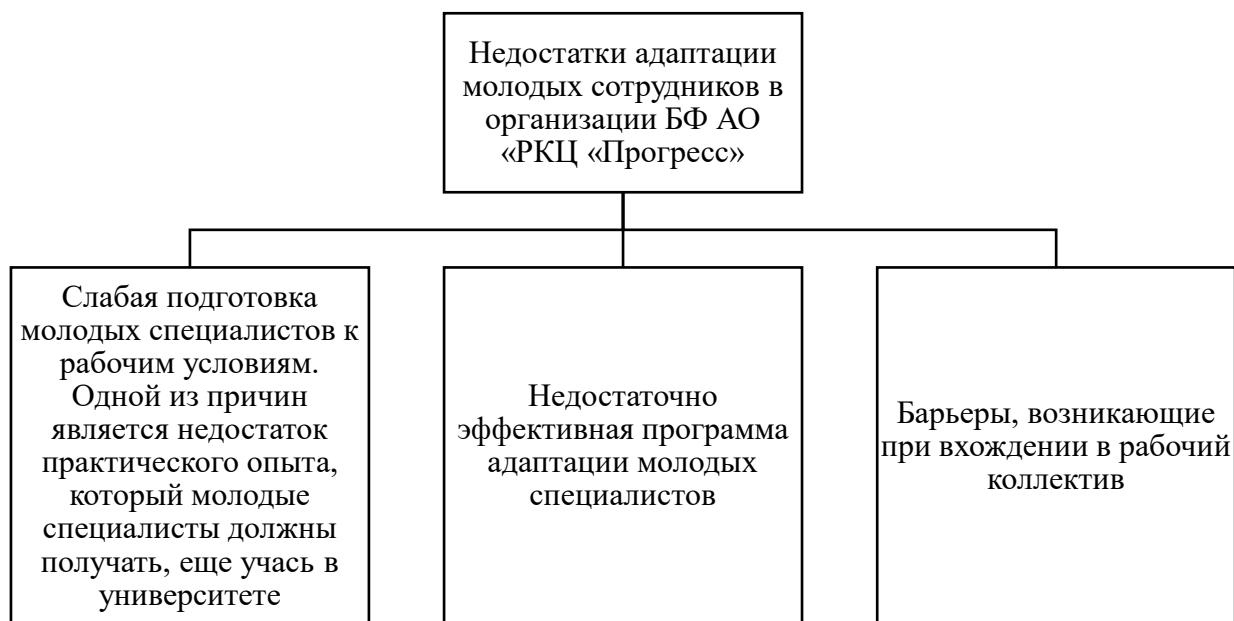 Недостатки адаптации
молодых сотрудников в
организации БФ АО
«РКЦ «Прогресс»
Слабая подготовка
молодых специалистов к
рабочим условиям.
Одной из причин
является недостаток
практического опыта,
который молодые
специалисты должны
получать, еще учась в
университете
Недостаточно
эффективная программа
адаптации молодых
специалистов
Барьеры, возникающие
при вхождении в рабочий
коллектив